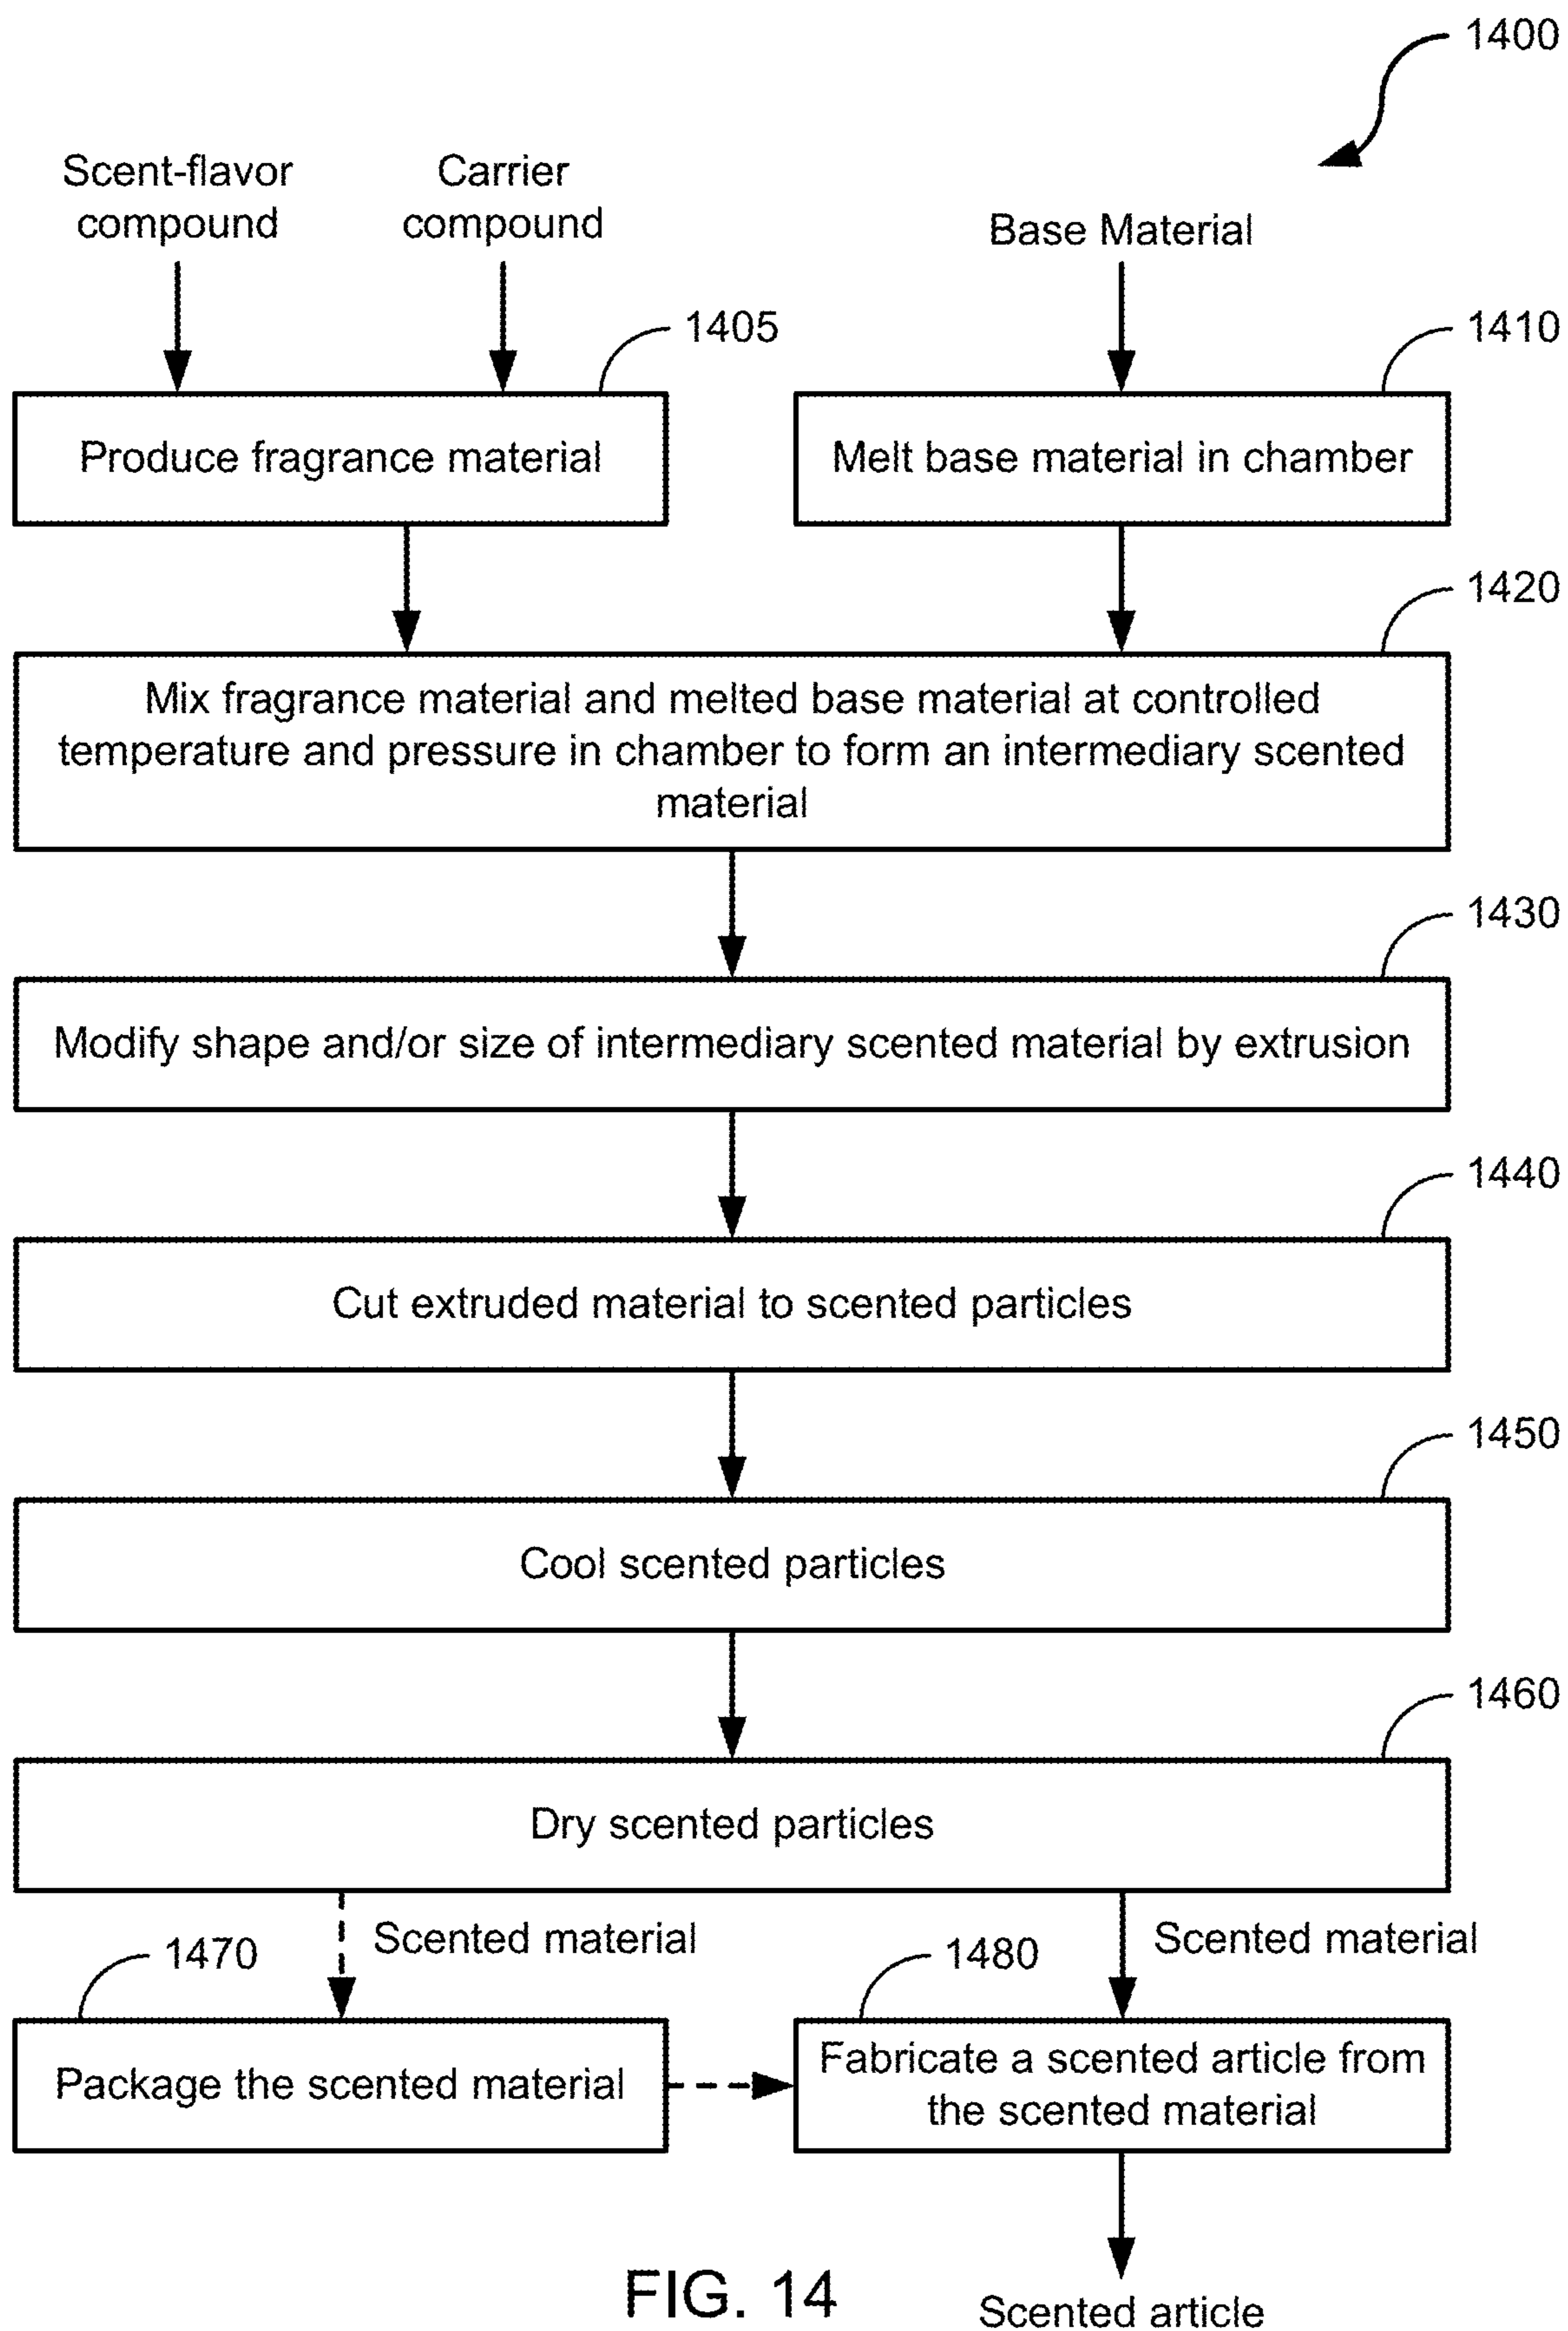 1400
Scent-flavor
compound
Carrier
compound
Base Material
1405
1410
Produce fragrance material
Melt base material in chamber
1420
Mix fragrance material and melted base material at controlled
temperature and pressure in chamber to form an intermediary scented
material
1430
Modify shape and/or size of intermediary scented material by extrusion
1440
Cut extruded material to scented particles
1450
Cool scented particles
1460
Dry scented particles
1470
Scented material
1480
Scented material
Package the scented material
Fabricate a scented article from
the scented material
FIG. 14
Scented article